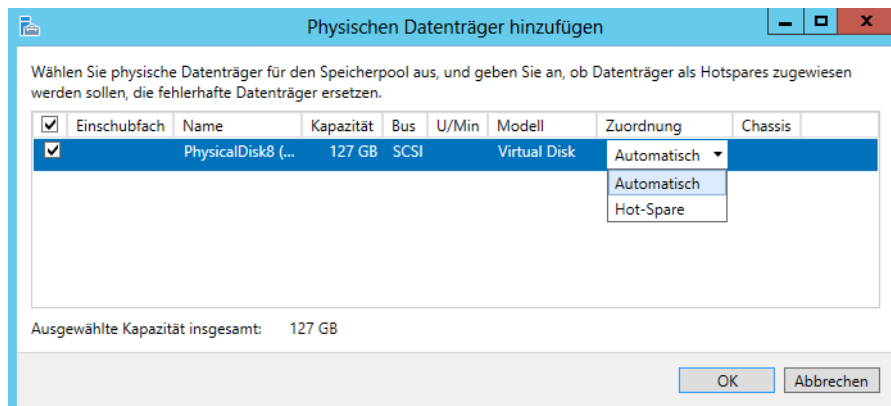 Physischen Datenträger hinzufügen
Wählen Sie physische Datenträger für den Speicherpool aus, und geben Sie an, ob Datenträger als Hotspares zugewiesen
werden sollen, die fehlerhafte Datenträger ersetzen.
Einschubfach Name Kapazität Bus U/Min Modell Zuordnung Chassis
PhysicalDisk8 (... 127 GB SCSI Virtual Disk Automatisch
Automatisch
Hot-Spare
Ausgewählte Kapazität insgesamt: 127 GB
OK Abbrechen